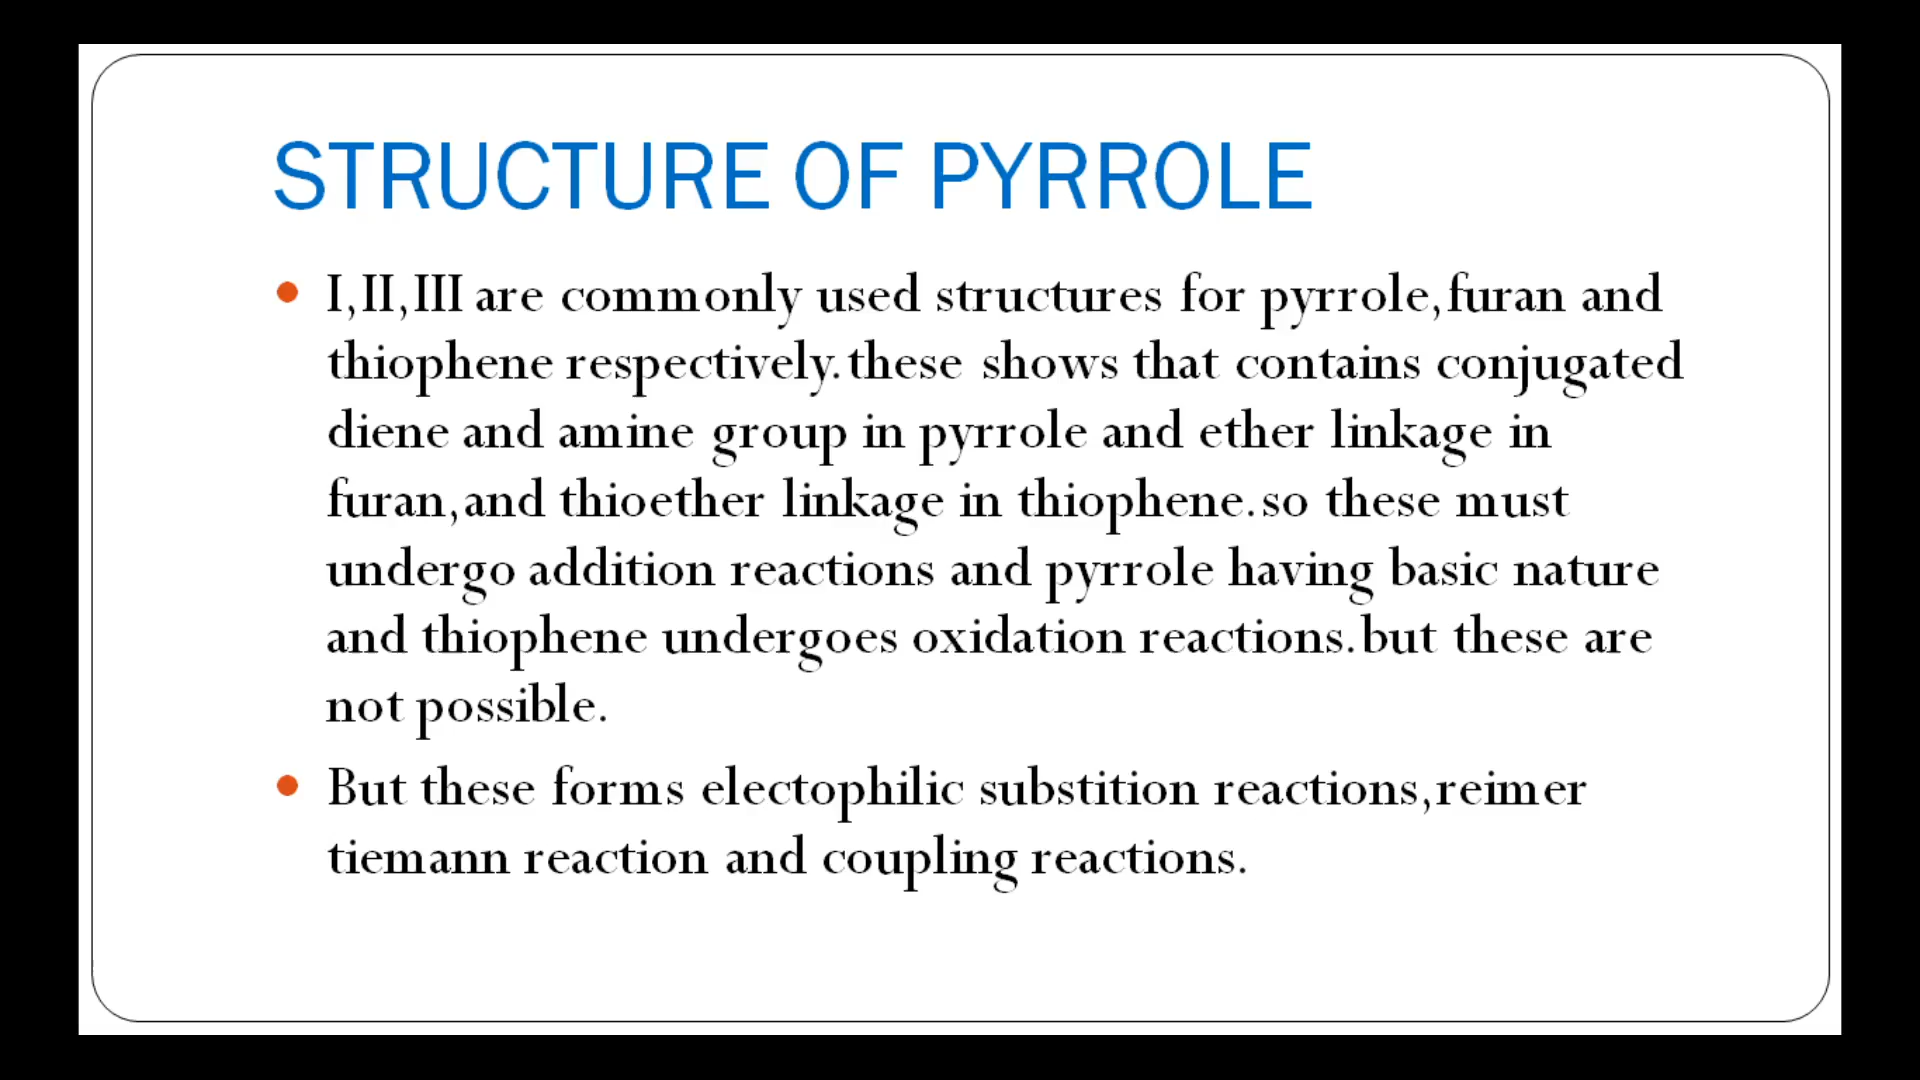 STRUCTURE OF PYRROLE
• I,II,III are commonly used structures for pyrrole,furan and
thiophene respectively.these shows that contains conjugated
diene and amine group in pyrrole and ether linkage in
furan,and thioether linkage in thiophene.so these must
undergo addition reactions and pyrrole having basic nature
and thiophene undergoes oxidation reactions.but these are
not possible.
• But these forms electophilic substition reactions,reimer
tiemann reaction and coupling reactions.